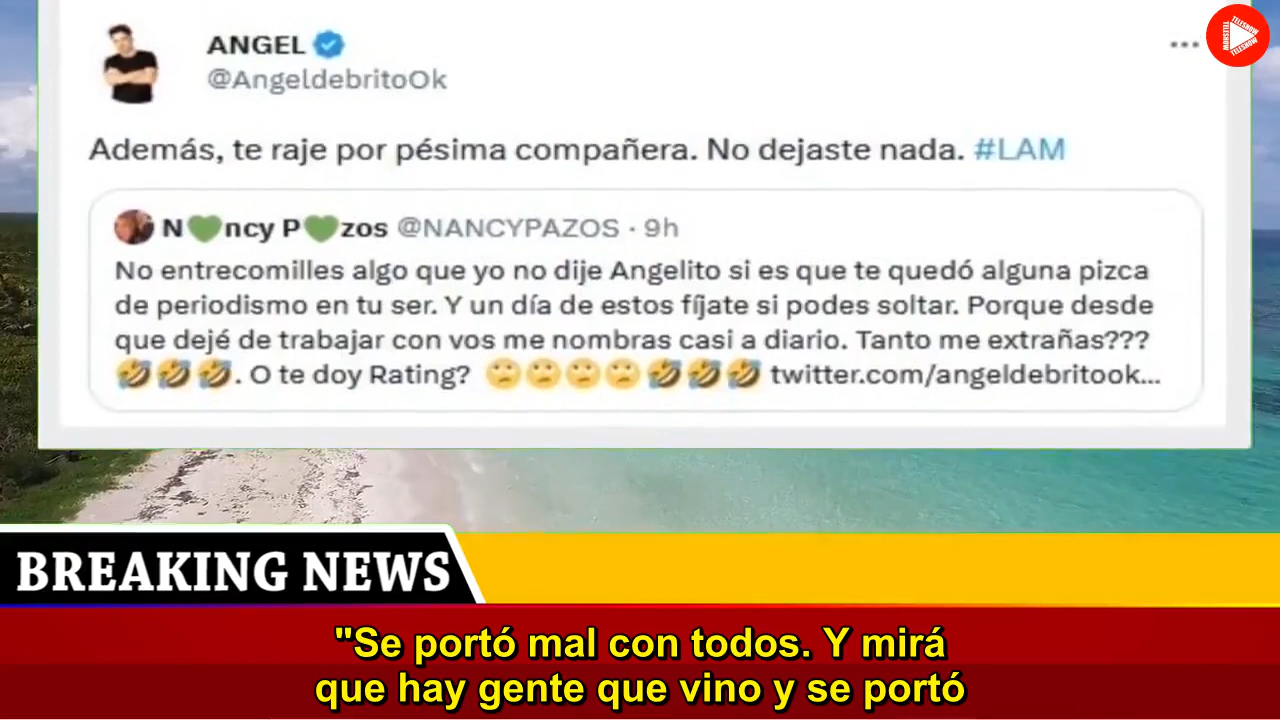 ANGEL
@AngeldebritoOk
TELESHOW
TELESHOW
TELESHOW
Además, te raje por pésima compañera. No dejaste nada. #LAM
N💚ncy P💚zos @NANCYPAZOS · 9h
No entrecomilles algo que yo no dije Angelito si es que te quedó alguna pizca
de periodismo en tu ser. Y un día de estos fíjate si podes soltar. Porque desde
que dejé de trabajar con vos me nombras casi a diario. Tanto me extrañas???
🤣🤣🤣. O te doy Rating? 🙄🙄🙄🙄🤣🤣🤣 twitter.com/angeldebritook...
BREAKING NEWS
"Se portó mal con todos. Y mirá
que hay gente que vino y se portó